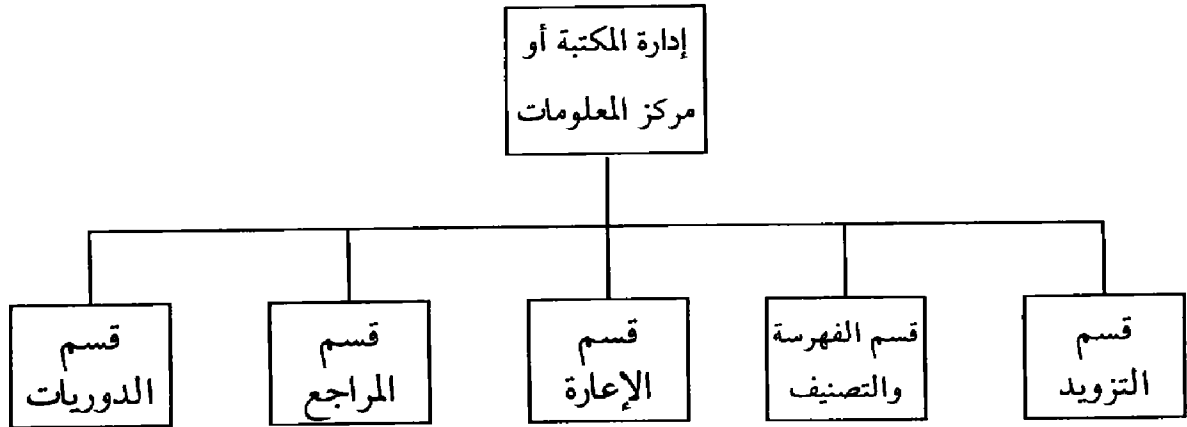 إدارة المكتبة أو
مركز المعلومات
قسم
التزويد
قسم الفهرسة
والتصنيف
قسم
الإعارة
قسم
المراجع
قسم
الدوريات